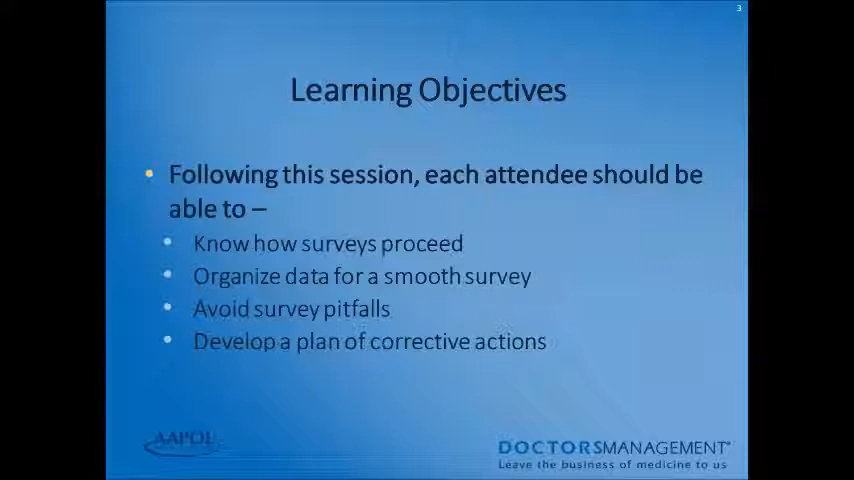 3
Learning Objectives
• Following this session, each attendee should be
able to –
• Know how surveys proceed
• Organize data for a smooth survey
• Avoid survey pitfalls
• Develop a plan of corrective actions
AAPOL
DOCTORSMANAGEMENT
Leave the business of medicine to us